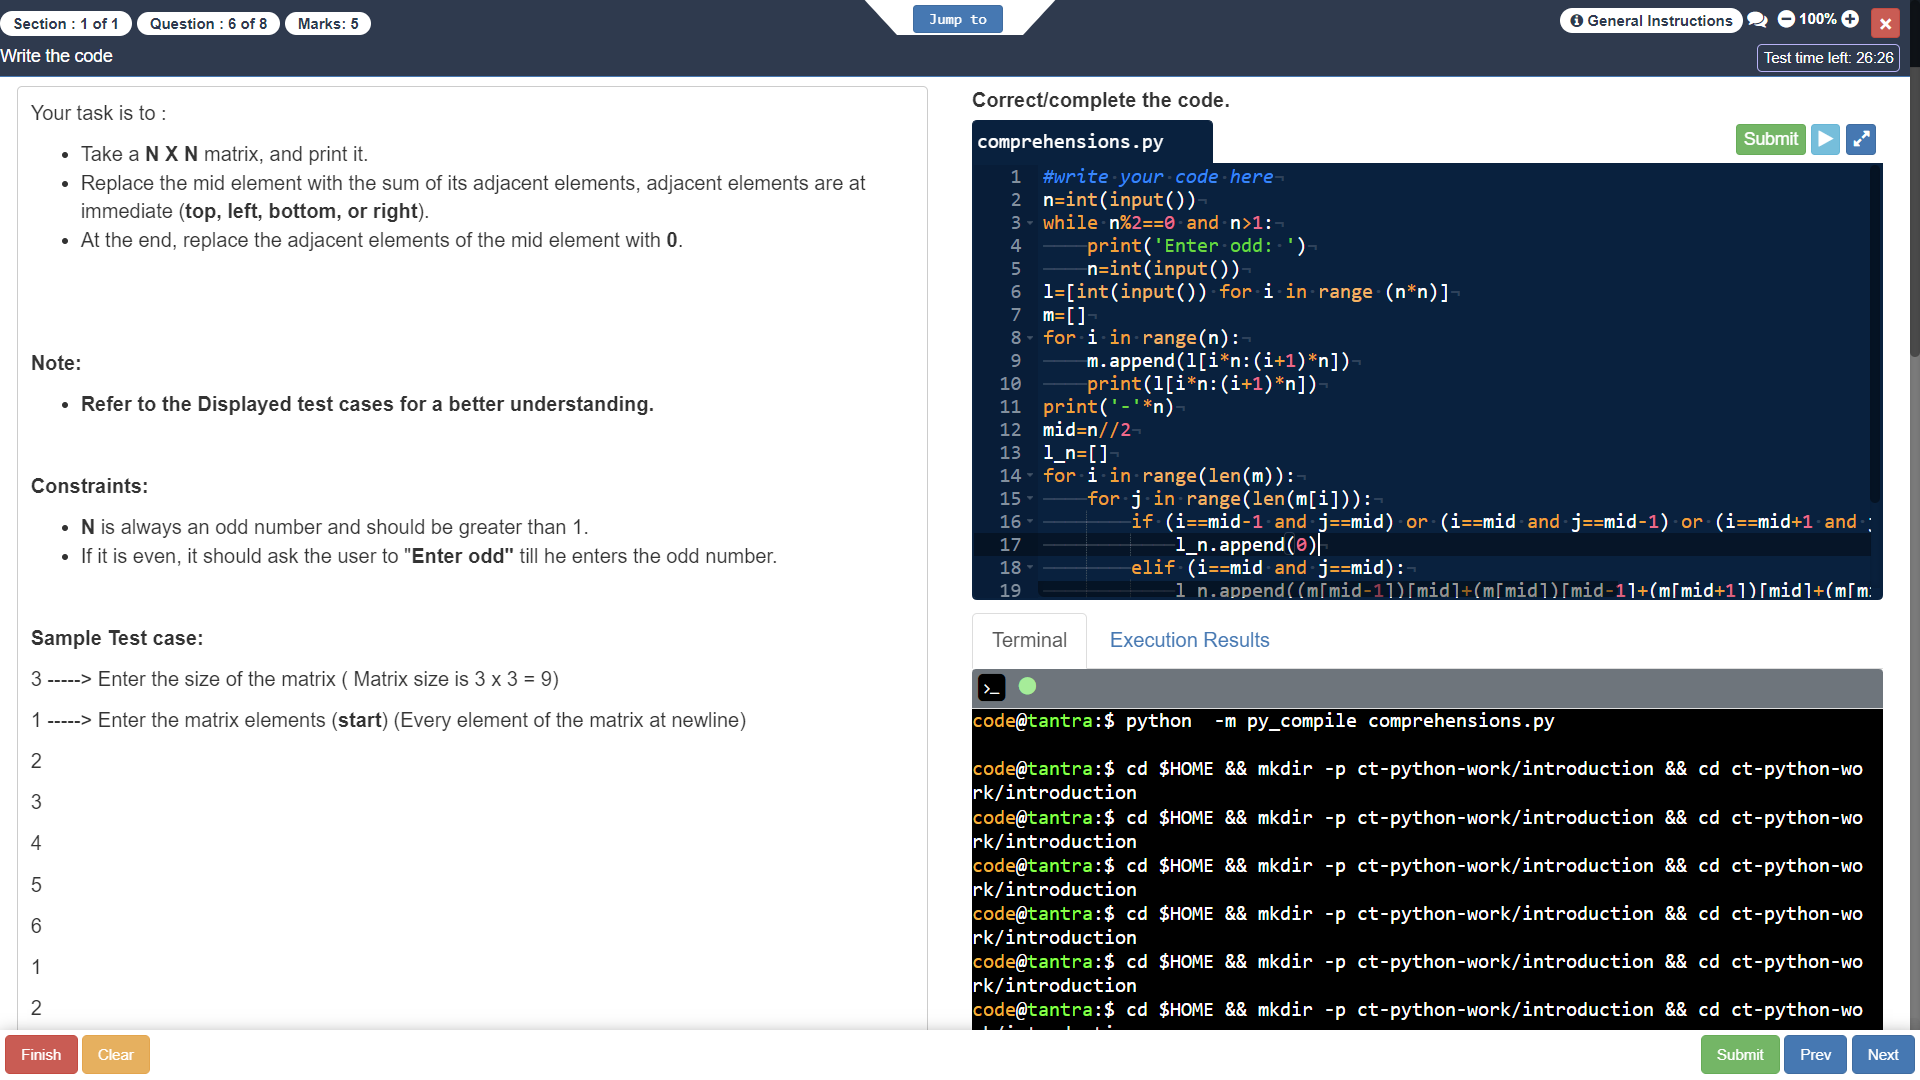 Section : 1 of 1
Question : 6 of 8
Marks: 5
Jump to
General Instructions
100%
Write the code
Test time left: 26:26
Your task is to :
Take a N X N matrix, and print it.
Replace the mid element with the sum of its adjacent elements, adjacent elements are at
immediate (top, left, bottom, or right).
At the end, replace the adjacent elements of the mid element with 0.
Note:
Refer to the Displayed test cases for a better understanding.
Constraints:
N is always an odd number and should be greater than 1.
If it is even, it should ask the user to "Enter odd" till he enters the odd number.
Sample Test case:
3 -----> Enter the size of the matrix ( Matrix size is 3 x 3 = 9)
1 -----> Enter the matrix elements (start) (Every element of the matrix at newline)
2
3
4
5
6
1
2
Correct/complete the code.
comprehensions.py
Submit
1 #write your code here
2 n=int(input())
3 while n%2==0 and n>1:
4 print('Enter odd: ')
5 n=int(input())
6 l=[int(input()) for i in range (n*n)]
7 m=[]
8 for i in range(n):
9 m.append(l[i*n:(i+1)*n])
10 print(l[i*n:(i+1)*n])
11 print('-'*n)
12 mid=n//2
13 l_n=[]
14 for i in range(len(m)):
15 for j in range(len(m[i])):
16 if (i==mid-1 and j==mid) or (i==mid and j==mid-1) or (i==mid+1 and
17 l_n.append(0)
18 elif (i==mid and j==mid):
19 l_n.append((m[mid-1])[mid]+(m[mid])[mid-1]+(m[mid+1])[mid]+(m[m
Terminal
Execution Results
code@tantra:$ python -m py_compile comprehensions.py
code@tantra:$ cd $HOME && mkdir -p ct-python-work/introduction && cd ct-python-wo
rk/introduction
code@tantra:$ cd $HOME && mkdir -p ct-python-work/introduction && cd ct-python-wo
rk/introduction
code@tantra:$ cd $HOME && mkdir -p ct-python-work/introduction && cd ct-python-wo
rk/introduction
code@tantra:$ cd $HOME && mkdir -p ct-python-work/introduction && cd ct-python-wo
rk/introduction
code@tantra:$ cd $HOME && mkdir -p ct-python-work/introduction && cd ct-python-wo
rk/introduction
code@tantra:$ cd $HOME && mkdir -p ct-python-work/introduction && cd ct-python-wo
Finish
Clear
Submit
Prev
Next